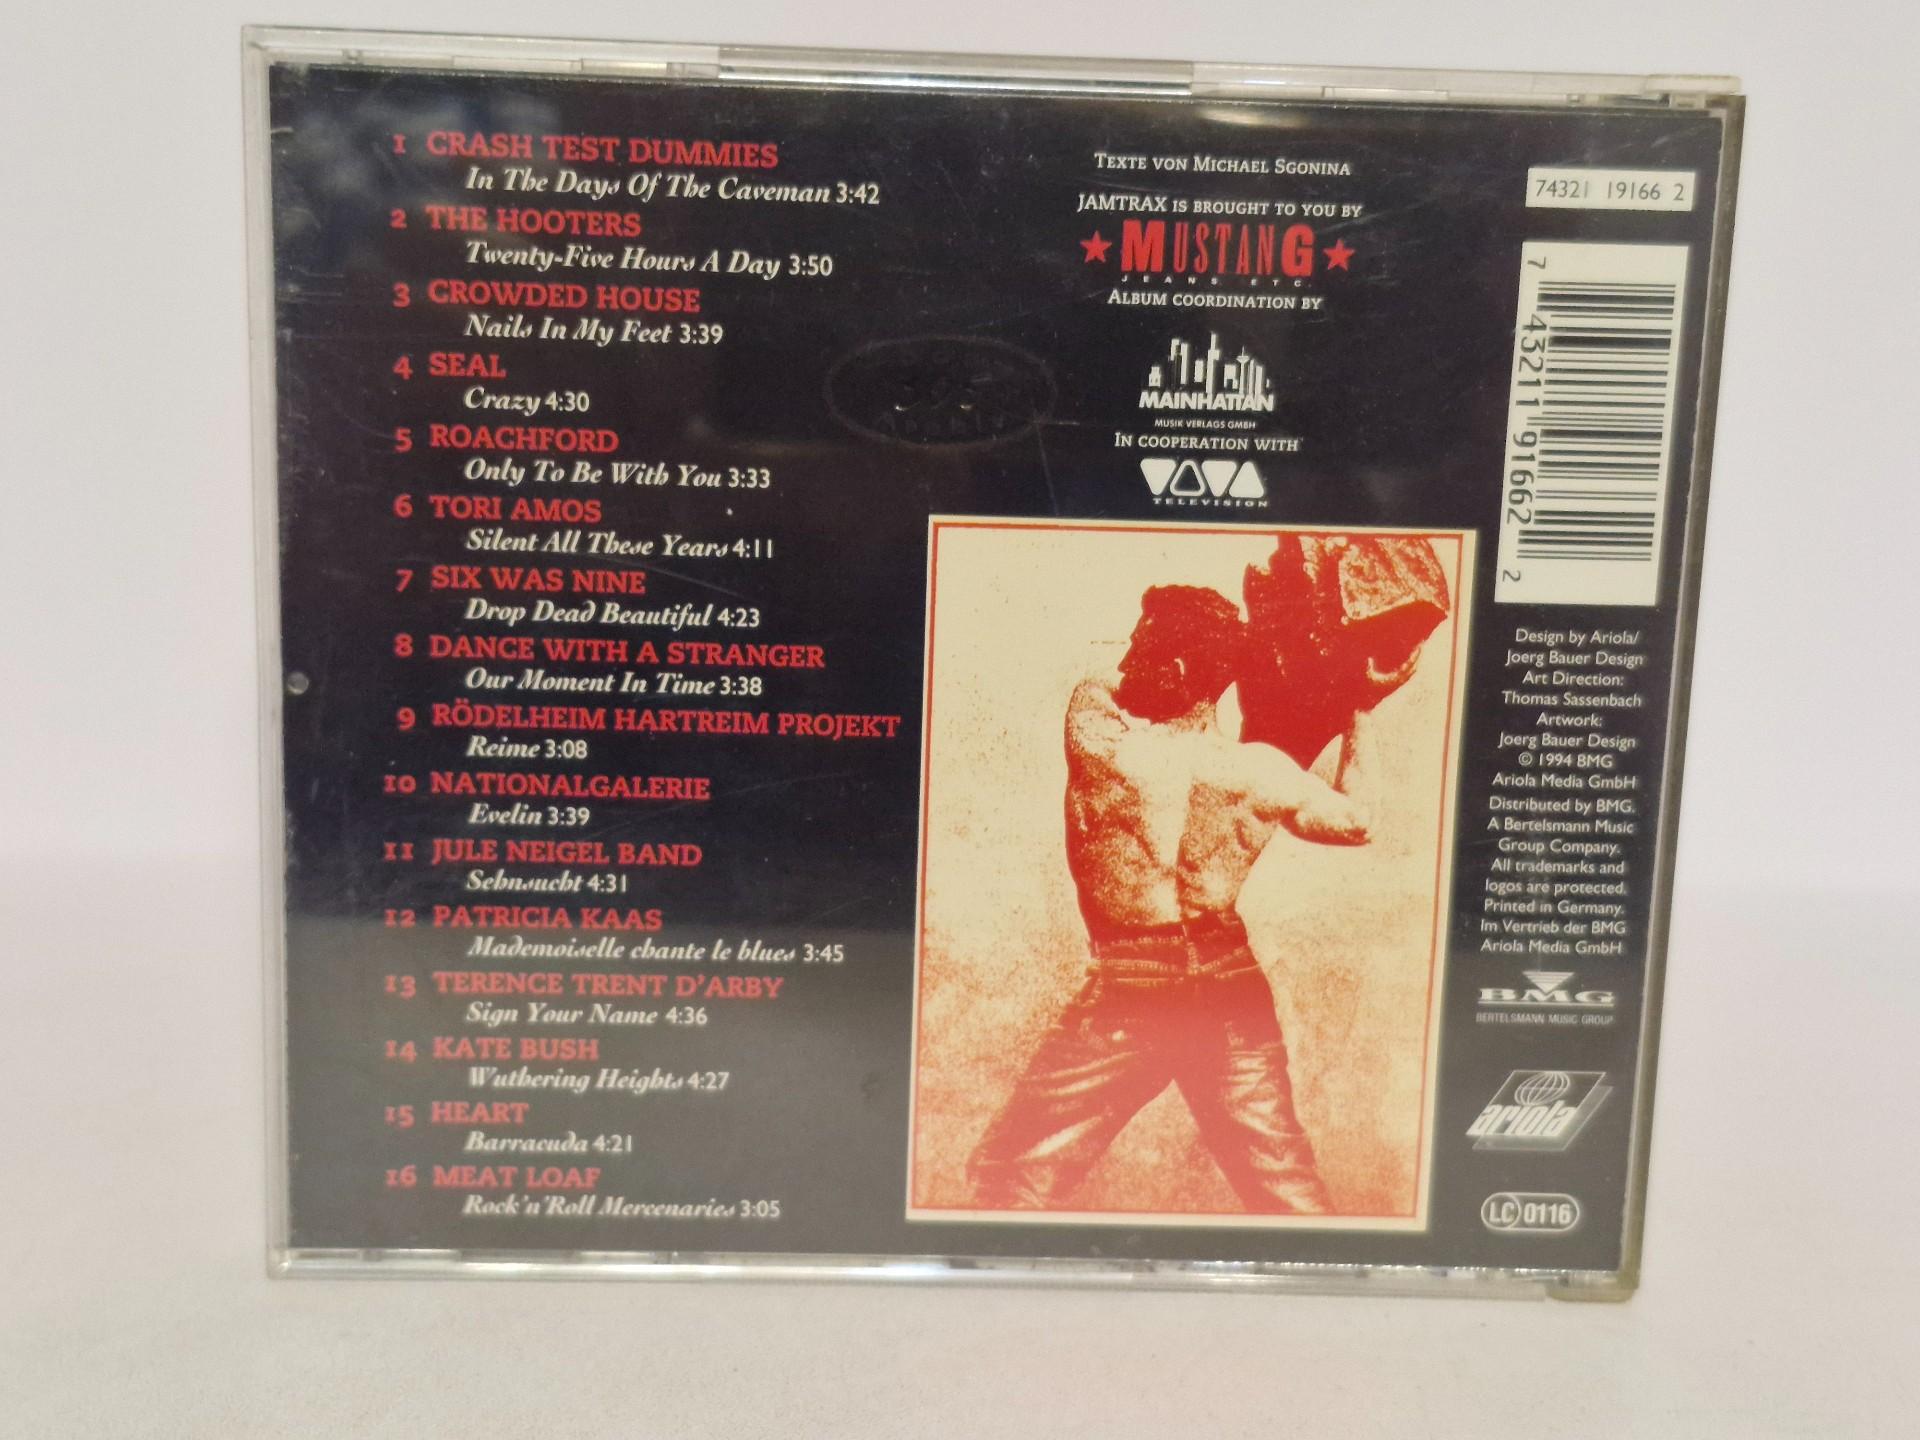 1 CRASH TEST DUMMIES
In The Days Of The Caveman 3:42
2 THE HOOTERS
Twenty-Five Hours A Day 3:50
3 CROWDED HOUSE
Nails In My Feet 3:39
4 SEAL
Crazy 4:30
5 ROACHFORD
Only To Be With You 3:33
6 TORI AMOS
Silent All These Years 4:11
7 SIX WAS NINE
Drop Dead Beautiful 4:23
8 DANCE WITH A STRANGER
Our Moment In Time 3:38
9 RÖDELHEIM HARTREIM PROJEKT
Reime 3:08
10 NATIONALGALERIE
Evelin 3:39
11 JULE NEIGEL BAND
Sehnsucht 4:31
12 PATRICIA KAAS
Mademoiselle chante le blues 3:45
13 TERENCE TRENT D'ARBY
Sign Your Name 4:36
14 KATE BUSH
Wuthering Heights 4:27
15 HEART
Barracuda 4:21
16 MEAT LOAF
Rock'n'Roll Mercenaries 3:05
TEXTE VON MICHAEL SGONINA
JAMTRAX IS BROUGHT TO YOU BY
MUSTANG
JEANS ETC.
ALBUM COORDINATION BY
MAINHATTAN
MUSIK VERLAGS GMBH
IN COOPERATION WITH
VIVA
TELEVISION
74321 19166 2
7 43211 91662 2
Design by Ariola/
Joerg Bauer Design
Art Direction:
Thomas Sassenbach
Artwork:
Joerg Bauer Design
© 1994 BMG
Ariola Media GmbH
Distributed by BMG.
A Bertelsmann Music
Group Company.
All trademarks and
logos are protected.
Printed in Germany.
Im Vertrieb der BMG
Ariola Media GmbH
BMG
BERTELSMANN MUSIC GROUP
ariola
LC 0116